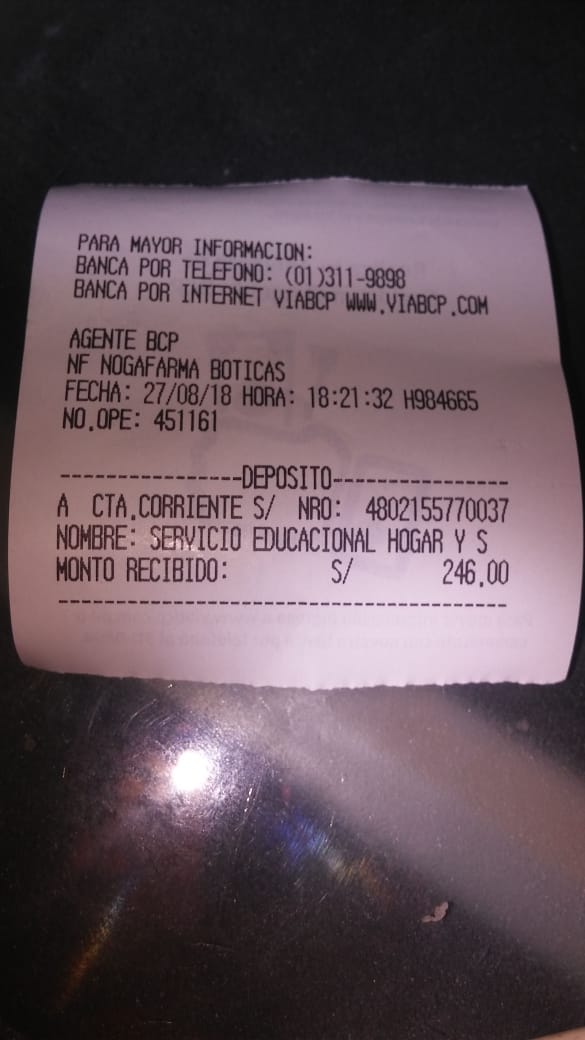 PARA MAYOR INFORMACION:
BANCA POR TELEFONO: (01)311-9898
BANCA POR INTERNET VIABCP WWW.VIABCP.COM
AGENTE BCP
NF NOGAFARMA BOTICAS
FECHA: 27/08/18 HORA: 18:21:32 H984665
NO.OPE: 451161
----------------DEPOSITO----------------
A CTA.CORRIENTE S/ NRO: 4802155770037
NOMBRE: SERVICIO EDUCACIONAL HOGAR Y S
MONTO RECIBIDO: S/ 246.00
----------------------------------------